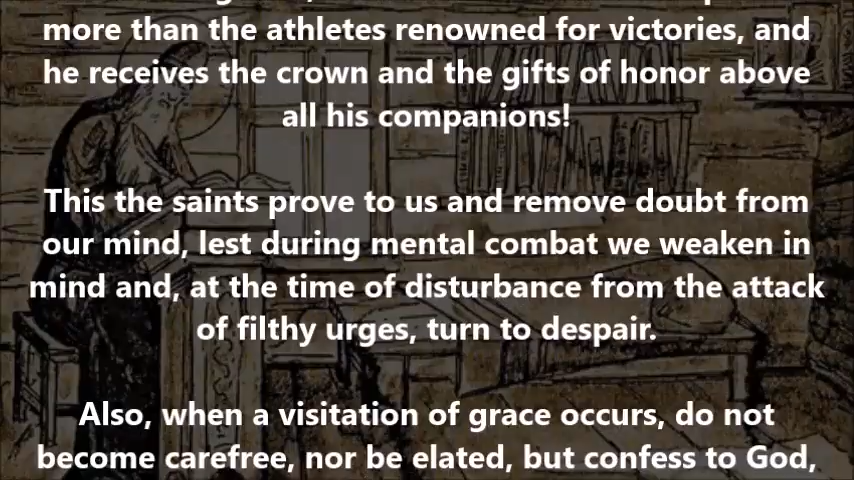 more than the athletes renowned for victories, and
he receives the crown and the gifts of honor above
all his companions!
This the saints prove to us and remove doubt from
our mind, lest during mental combat we weaken in
mind and, at the time of disturbance from the attack
of filthy urges, turn to despair.
Also, when a visitation of grace occurs, do not
become carefree, nor be elated, but confess to God,